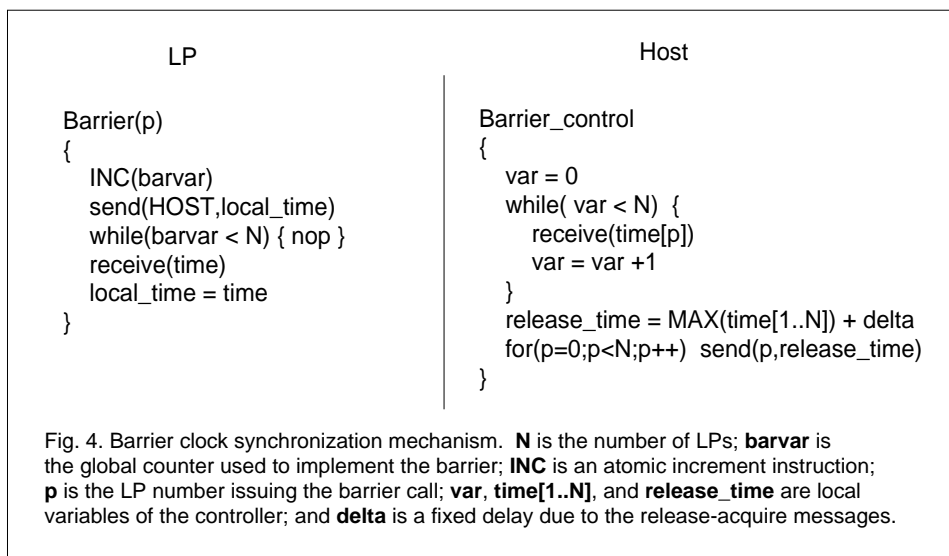 LP
Barrier(p)
{
INC(barvar)
send(HOST,local_time)
while(barvar < N) { nop }
receive(time)
local_time = time
}
Host
Barrier_control
{
var = 0
while( var < N)  {
receive(time[p])
var = var +1
}
release_time = MAX(time[1..N]) + delta
for(p=0;p<N;p++)  send(p,release_time)
}
Fig. 4. Barrier clock synchronization mechanism.  N is the number of LPs; barvar is
the global counter used to implement the barrier; INC is an atomic increment instruction;
p is the LP number issuing the barrier call; var, time[1..N], and release_time are local
variables of the controller; and delta is a fixed delay due to the release-acquire messages.